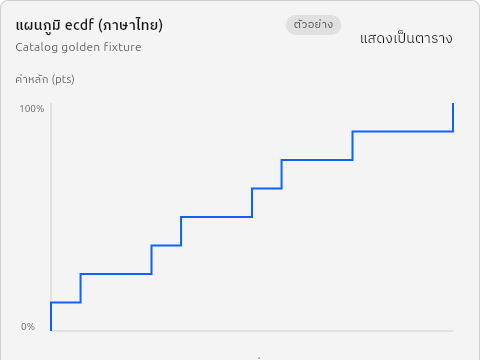 แผนภูมิ ecdf (ภาษาไทย)
ตัวอย่าง
แสดงเป็นตาราง
Catalog golden fixture
ค่าหลัก (pts)
100%
0%